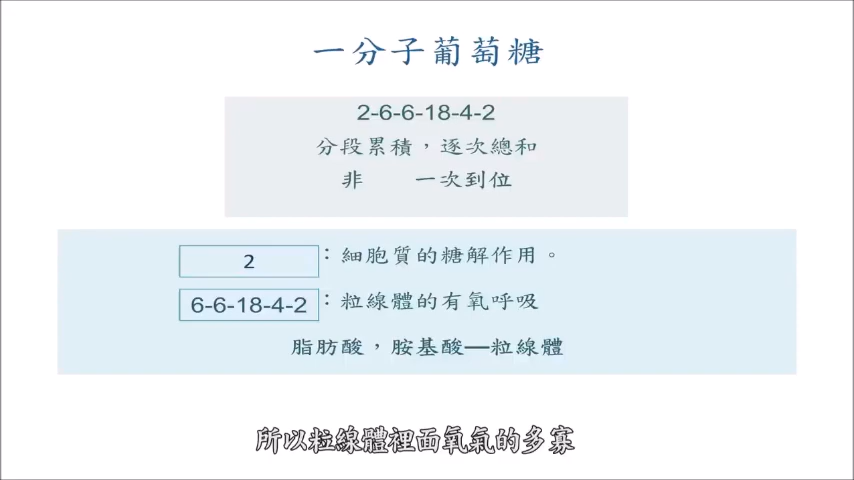 一分子葡萄糖
2-6-6-18-4-2
分段累積，逐次總和
非 一次到位
2：細胞質的糖解作用。
6-6-18-4-2：粒線體的有氧呼吸
脂肪酸，胺基酸──粒線體
所以粒線體裡面氧氣的多寡